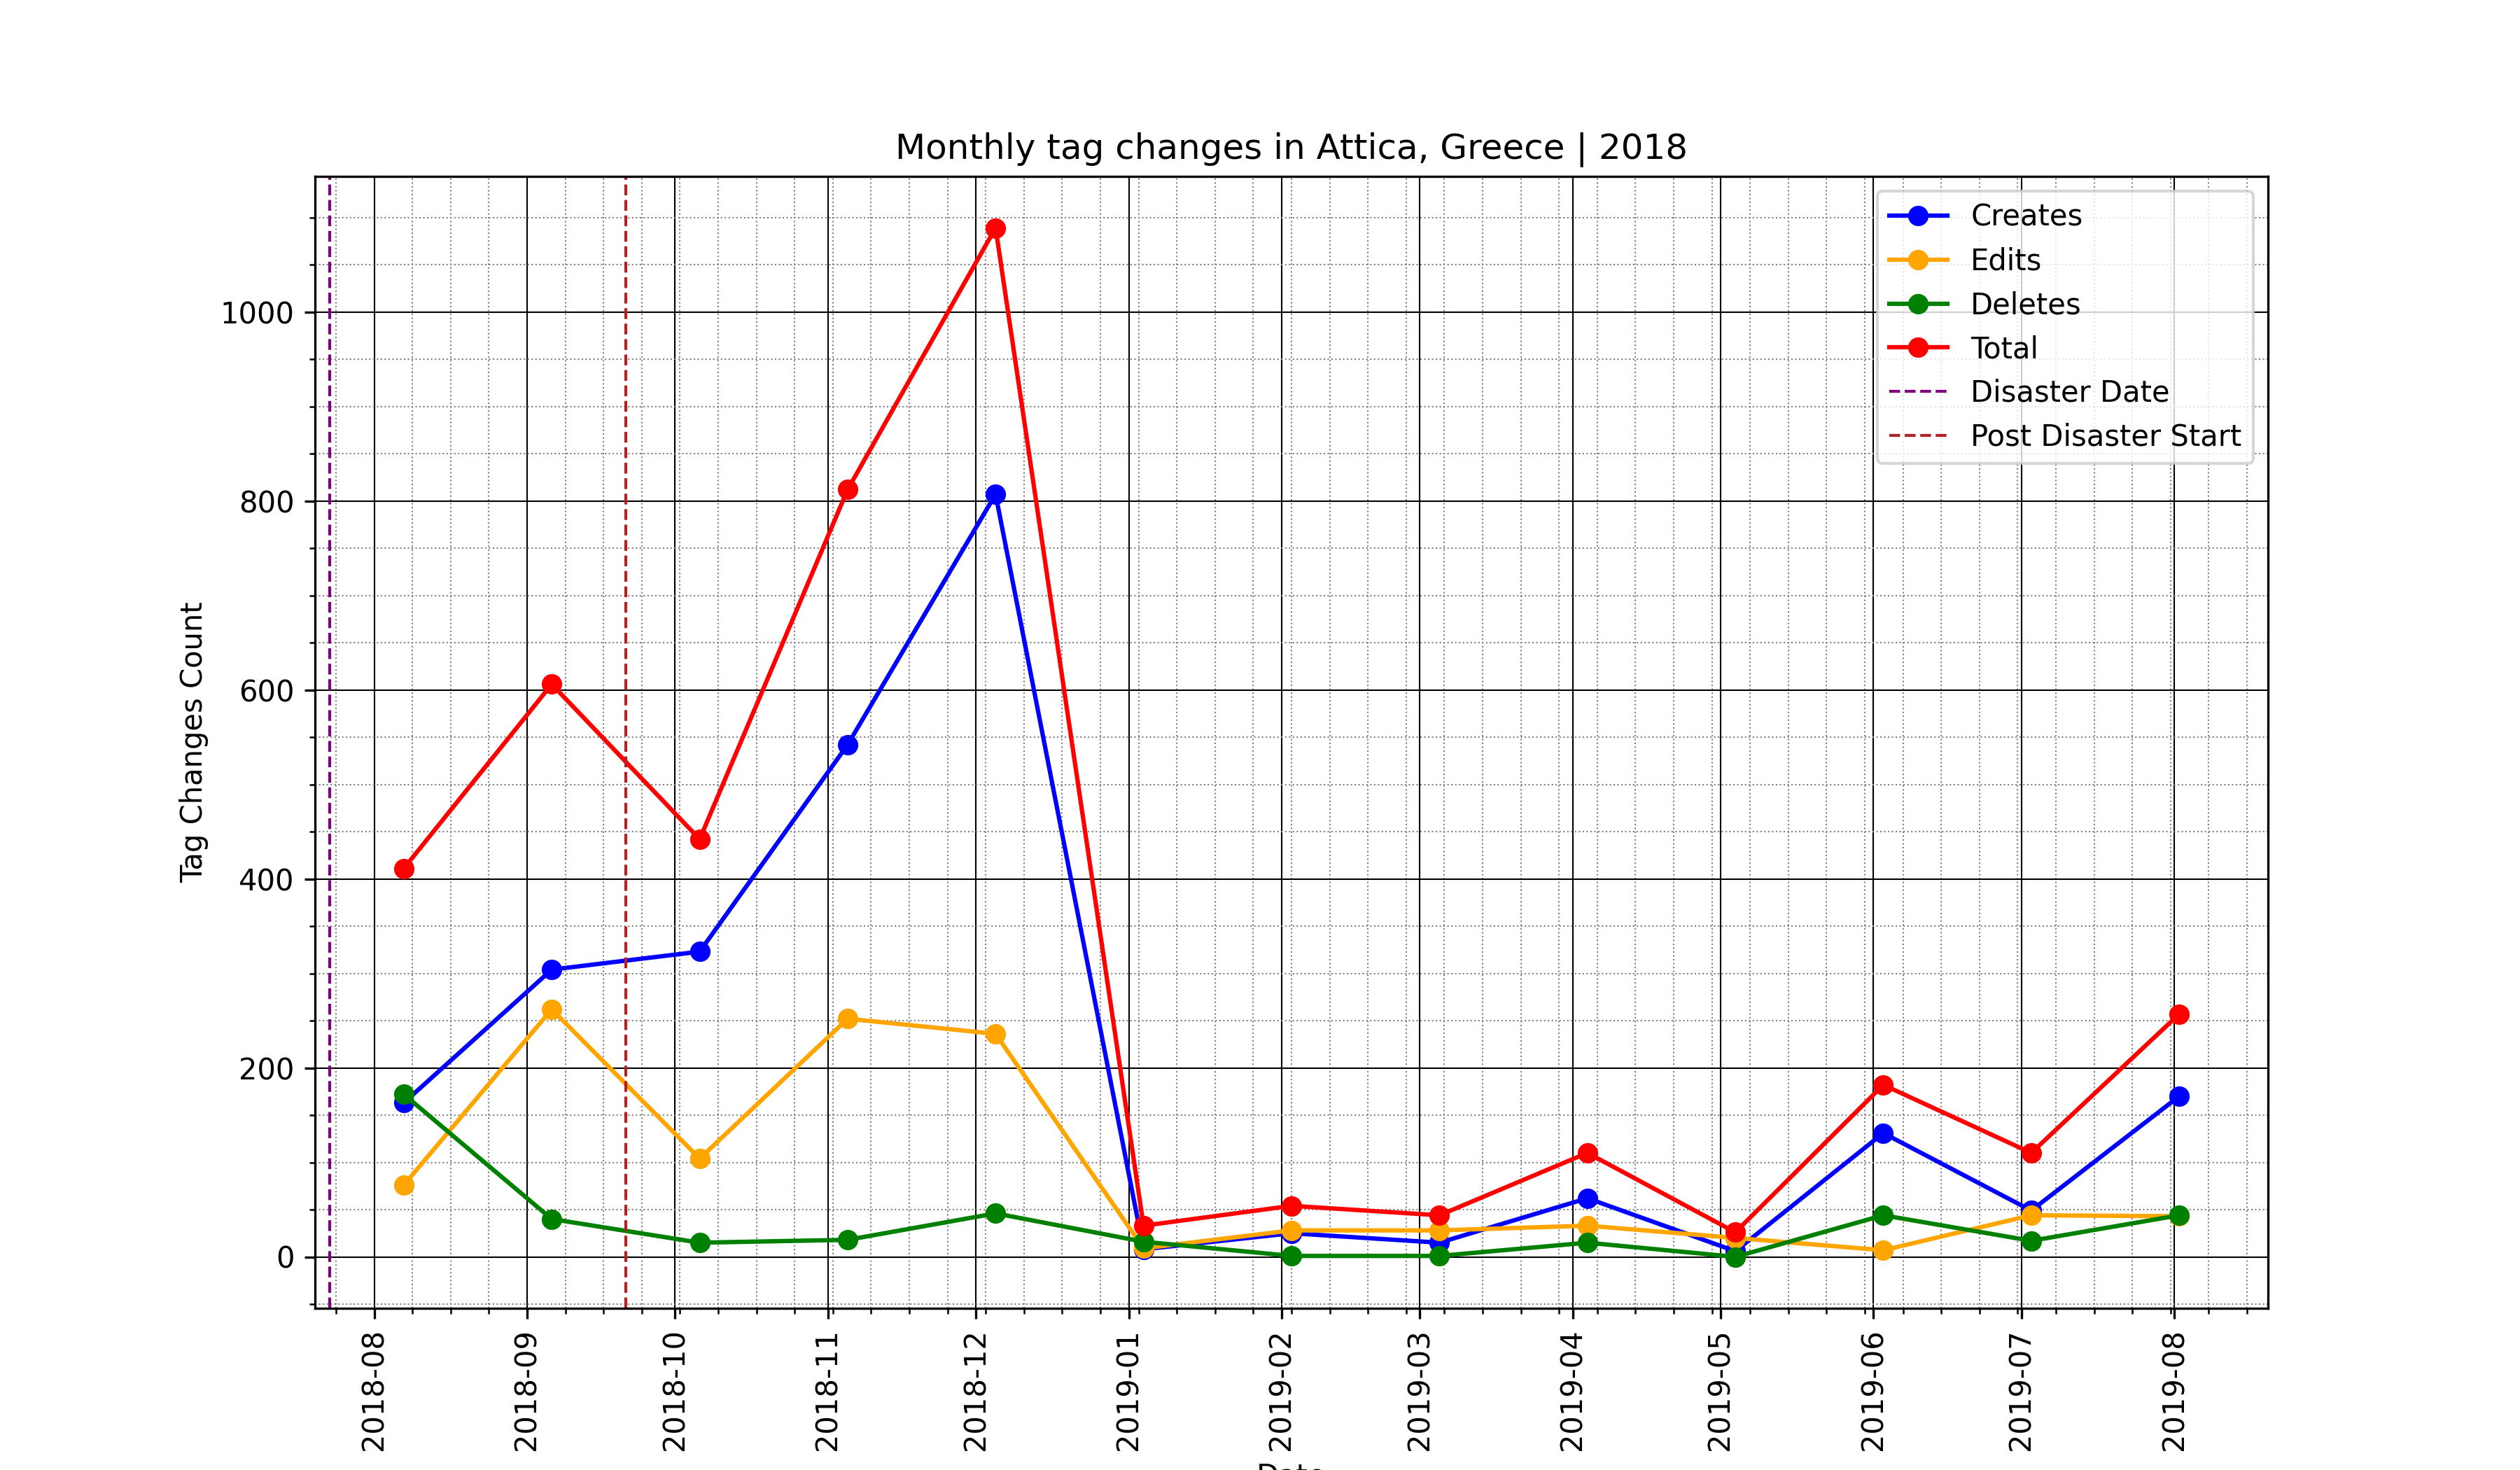 Monthly tag changes in Attica, Greece | 2018
Creates
Edits
Deletes
Total
Disaster Date
Post Disaster Start
Tag Changes Count
1000
800
600
400
200
0
2018-08
2018-09
2018-10
2018-11
2018-12
2019-01
2019-02
2019-03
2019-04
2019-05
2019-06
2019-07
2019-08
Date